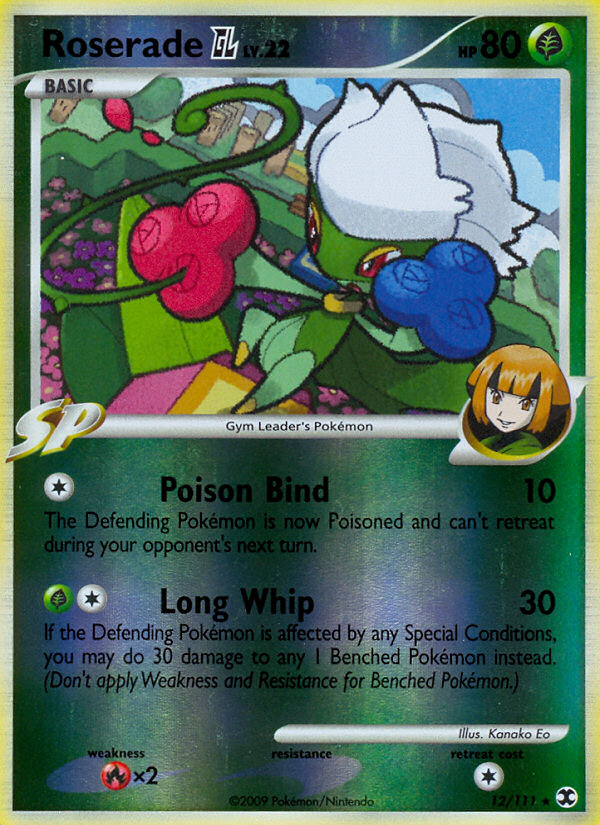 Roserade GL LV.22 HP 80
BASIC
SP
Gym Leader's Pokémon
Poison Bind 10
The Defending Pokémon is now Poisoned and can't retreat
during your opponent's next turn.
Long Whip 30
If the Defending Pokémon is affected by any Special Conditions,
you may do 30 damage to any 1 Benched Pokémon instead.
(Don't apply Weakness and Resistance for Benched Pokémon.)
Illus. Kanako Eo
weakness resistance retreat cost
×2
©2009 Pokémon/Nintendo 12/111 ★